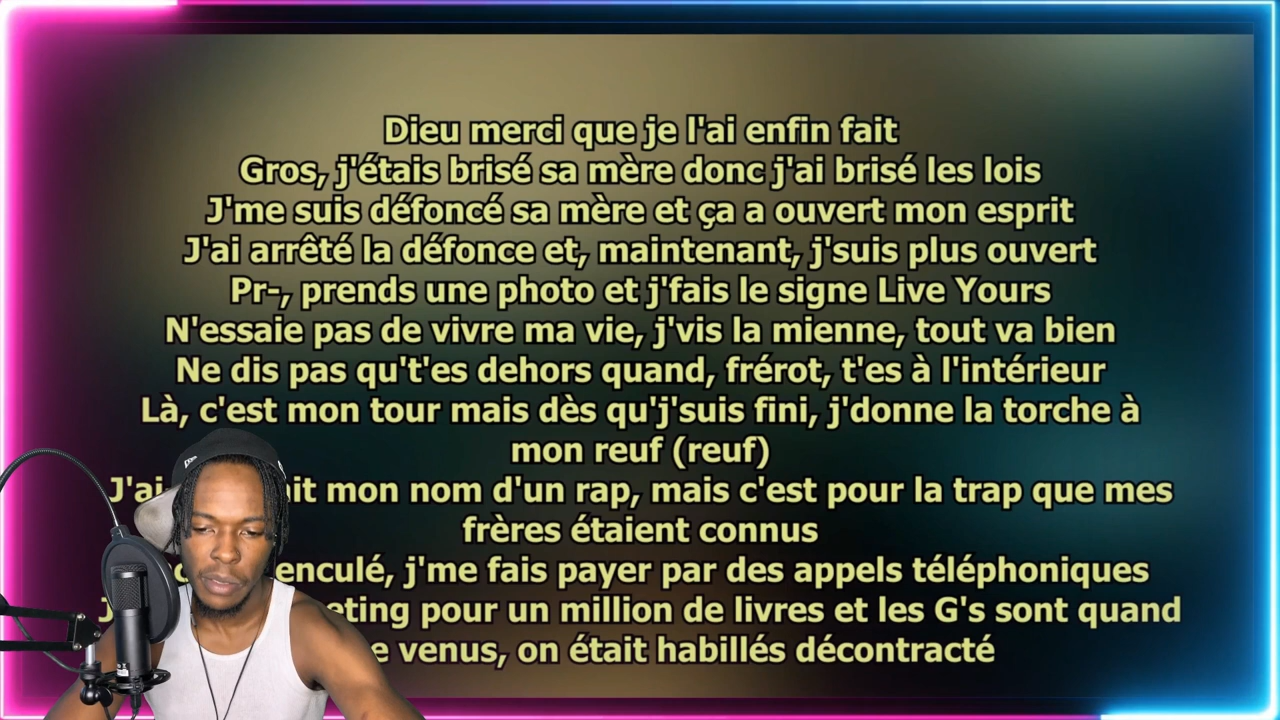 Dieu merci que je l'ai enfin fait
Gros, j'étais brisé sa mère donc j'ai brisé les lois
J'me suis défoncé sa mère et ça a ouvert mon esprit
J'ai arrêté la défonce et, maintenant, j'suis plus ouvert
Pr-, prends une photo et j'fais le signe Live Yours
N'essaie pas de vivre ma vie, j'vis la mienne, tout va bien
Ne dis pas qu't'es dehors quand, frérot, t'es à l'intérieur
Là, c'est mon tour mais dès qu'j'suis fini, j'donne la torche à
mon reuf (reuf)
J'ai mon nom d'un rap, mais c'est pour la trap que mes
frères étaient connus
enculé, j'me fais payer par des appels téléphoniques
pour un million de livres et les G's sont quand
venus, on était habillés décontracté